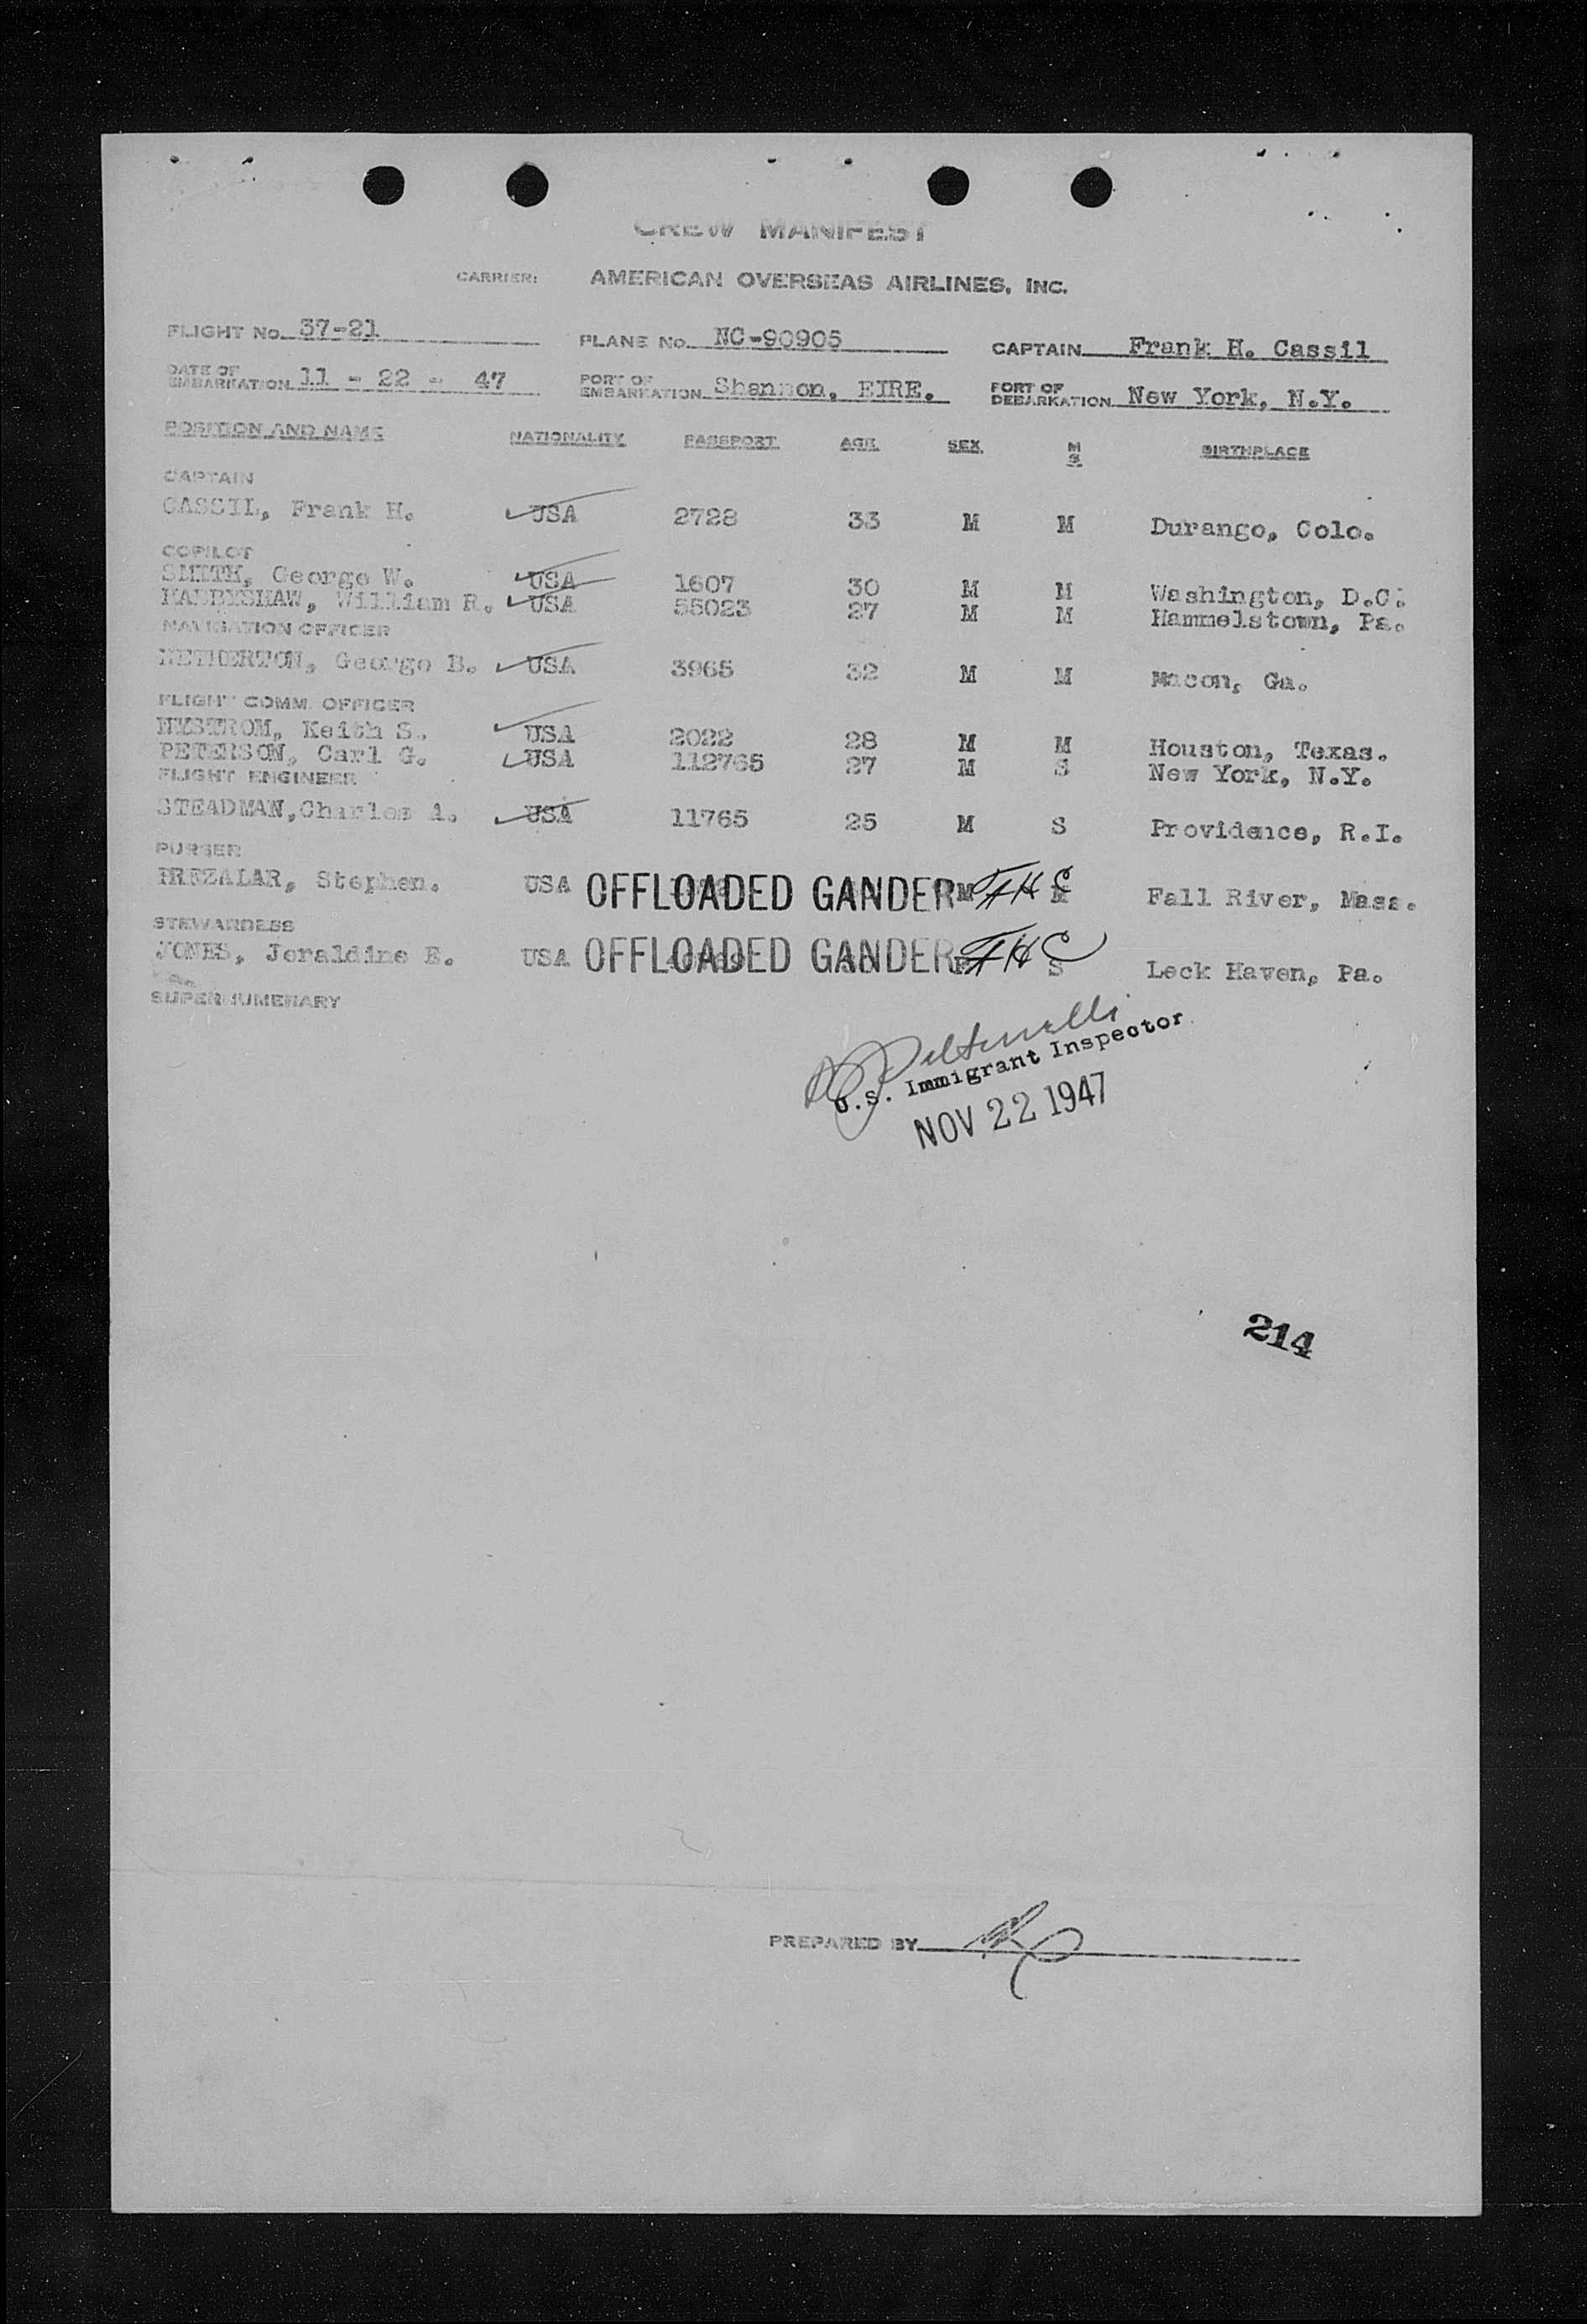 CREW MANIFEST
CARRIER: AMERICAN OVERSEAS AIRLINES, INC.
FLIGHT No. 37-21 PLANE No. NC-90905 CAPTAIN Frank H. Cassil
DATE OF EMBARKATION 11 - 22 - 47 PORT OF EMBARKATION Shannon, EIRE. PORT OF DEBARKATION New York, N.Y.
POSITION AND NAME NATIONALITY PASSPORT AGE SEX M S BIRTHPLACE
CAPTAIN
CASSIL, Frank H. USA 2728 33 M M Durango, Colo.
COPILOT
SMITH, George W. USA 1607 30 M M Washington, D.C.
William R. USA 55023 27 M M Hammelstown, Pa.
NAVIGATION OFFICER
NETHERTON, George B. USA 3965 32 M M Macon, Ga.
FLIGHT COMM. OFFICER
NYSTROM, Keith S. USA 2022 28 M M Houston, Texas.
PETERSON, Carl G. USA 112765 27 M S New York, N.Y.
FLIGHT ENGINEER
STEADMAN, Charles A. USA 11765 25 M S Providence, R.I.
PURSER
Stephen. USA OFFLOADED GANDER M FHC Fall River, Mass.
STEWARDESS
JONES, Jeraldine E. USA OFFLOADED GANDER FHC S Lock Haven, Pa.
SUPERNUMERARY
U.S. Immigrant Inspector
NOV 22 1947
214
PREPARED BY